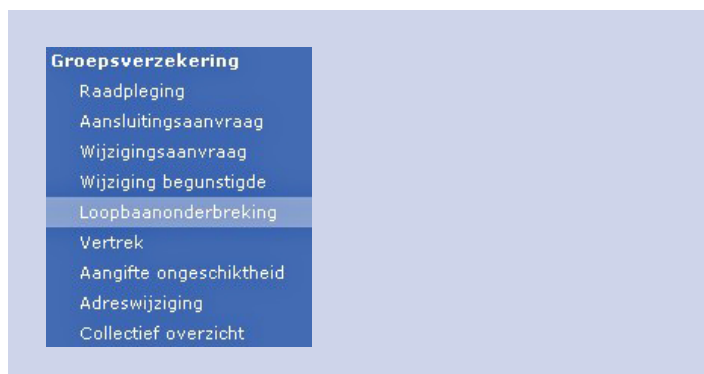 Groepsverzekering
Raadpleging
Aansluitingsaanvraag
Wijzigingsaanvraag
Wijziging begunstigde
Loopbaanonderbreking
Vertrek
Aangifte ongeschiktheid
Adreswijziging
Collectief overzicht